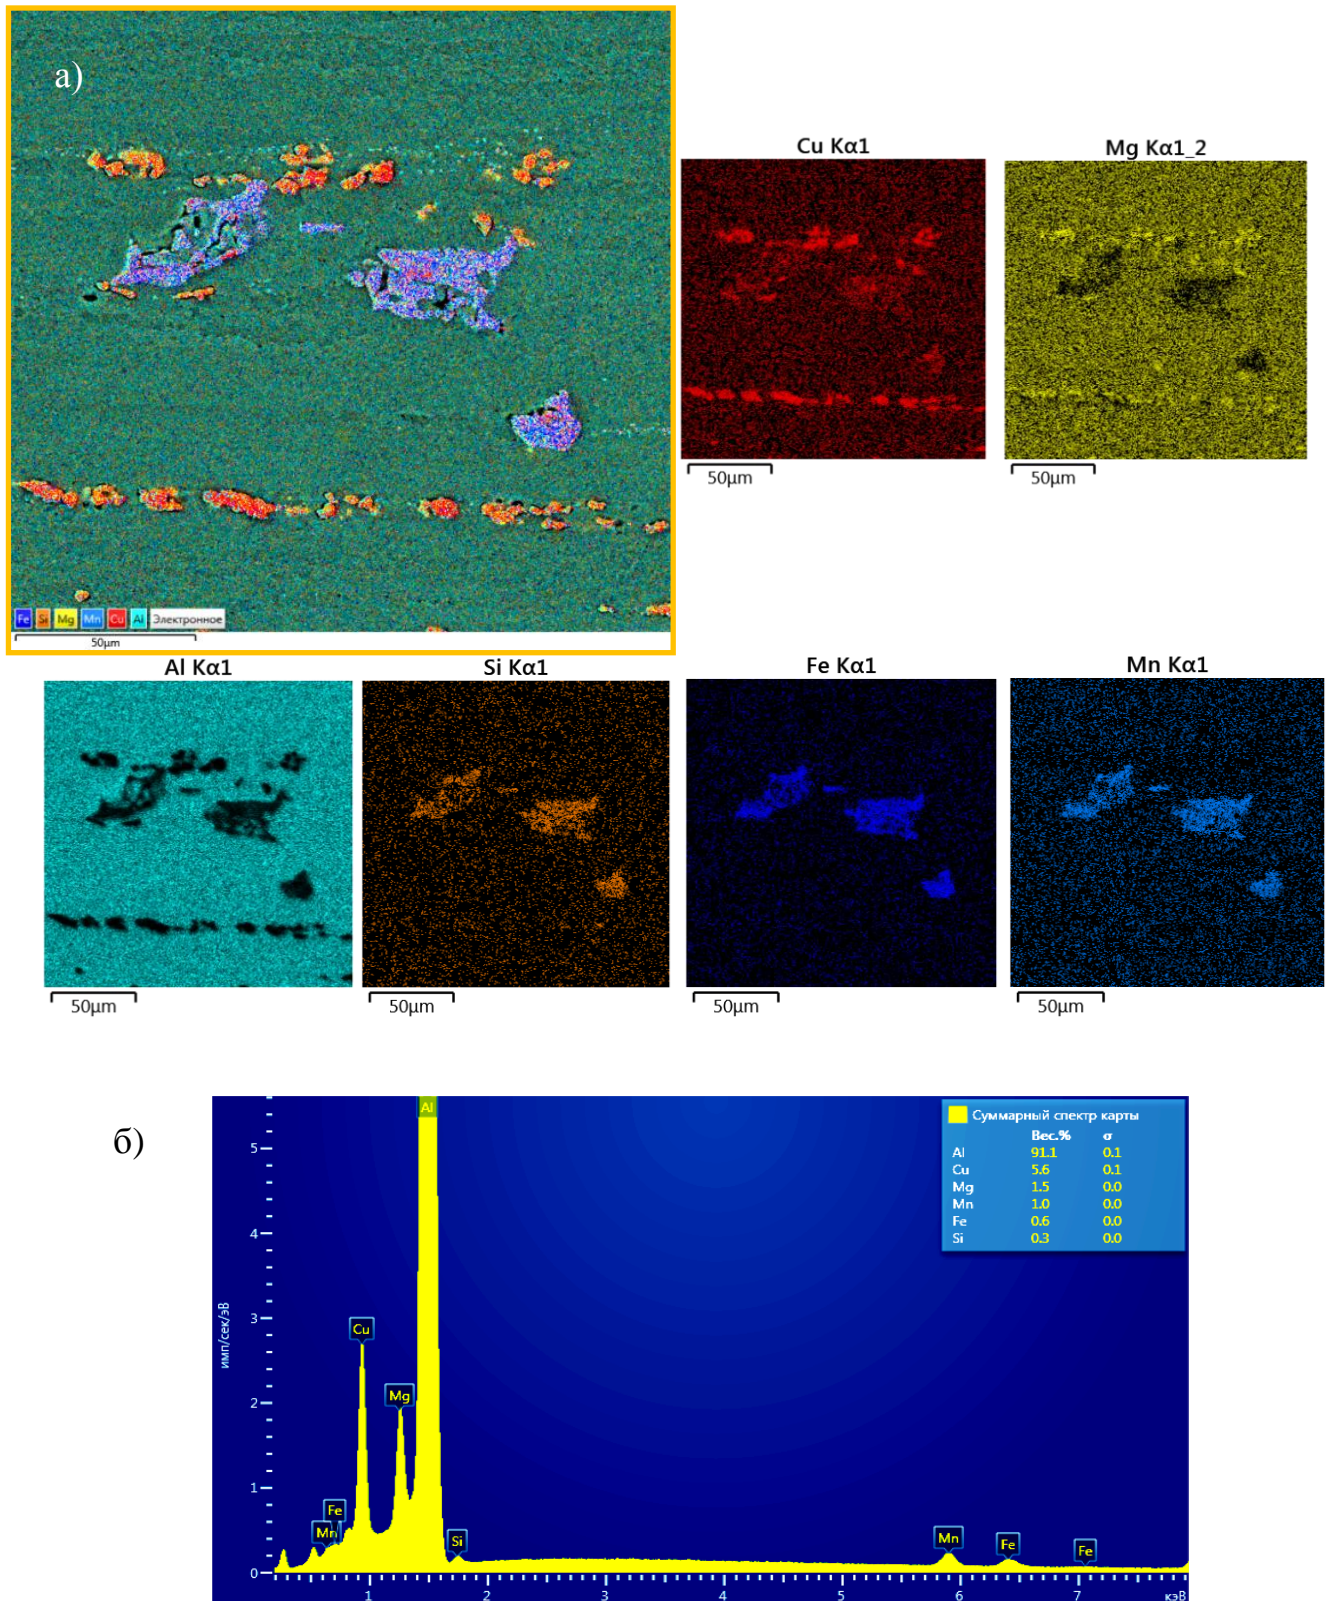 а)
Fe Si Mg Mn Cu Al Электронное
50µm
Cu Kα1
50µm
Mg Kα1_2
50µm
Al Kα1
50µm
Si Kα1
50µm
Fe Kα1
50µm
Mn Kα1
50µm
б)
имп/сек/эВ
5
4
3
2
1
0
Al
Cu
Mg
Fe
Mn
Si
Mn
Fe
Fe
1 2 3 4 5 6 7 кэВ
Суммарный спектр карты
Вес.% σ
Al 91.1 0.1
Cu 5.6 0.1
Mg 1.5 0.0
Mn 1.0 0.0
Fe 0.6 0.0
Si 0.3 0.0